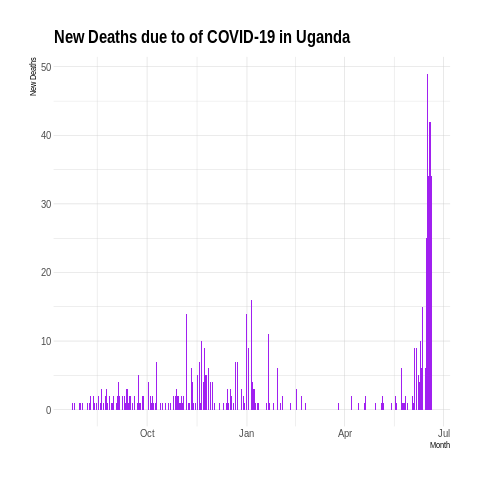 New Deaths due to of COVID-19 in Uganda
New Deaths
50
40
30
20
10
0
Oct
Jan
Apr
Jul
Month